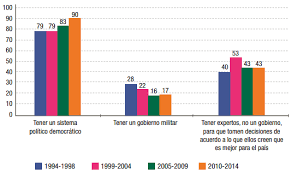 100
90
80
70
60
50
40
30
20
10
0
79 79 83 90
28 22 16 17
40 53 43 43
Tener un sistema
político democrático
Tener un gobierno militar
Tener expertos, no un gobierno,
para que tomen decisiones de
acuerdo a lo que ellos creen que
es mejor para el país
1994-1998 1999-2004 2005-2009 2010-2014